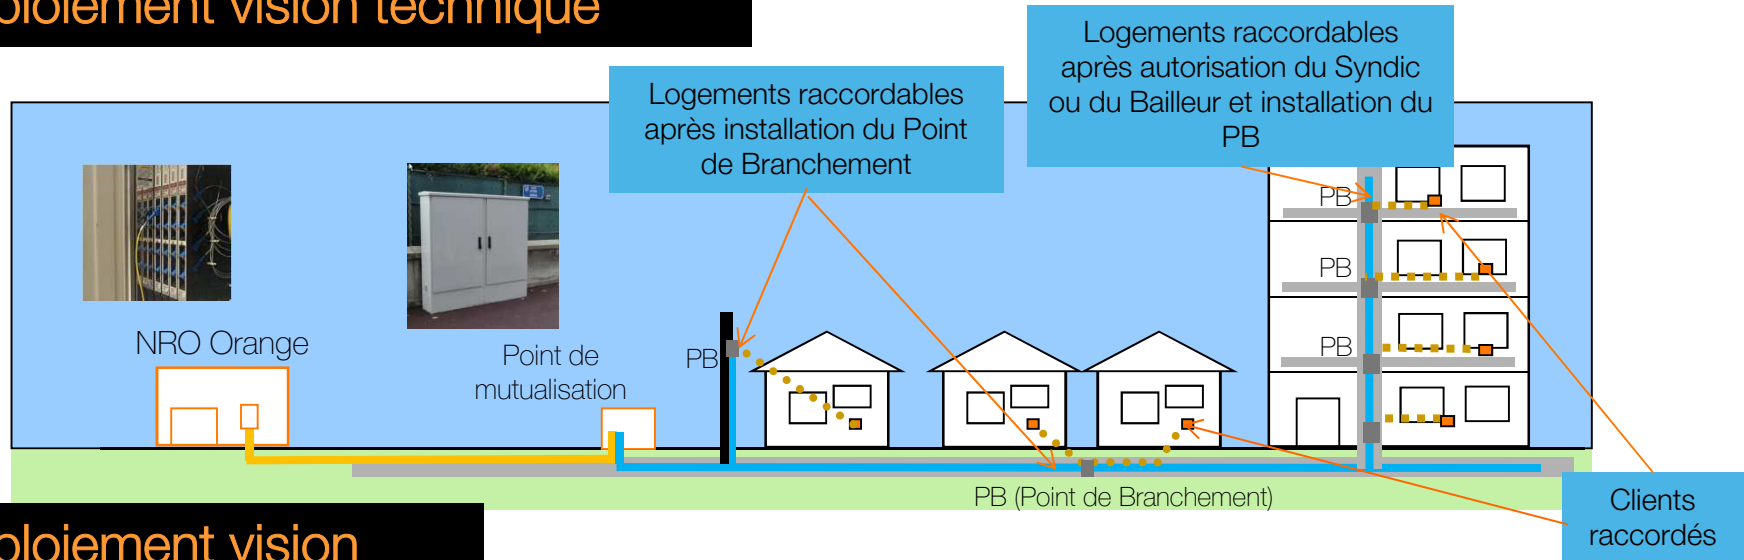 ploiement vision technique
Logements raccordables
après autorisation du Syndic
ou du Bailleur et installation du
PB
Logements raccordables
après installation du Point
de Branchement
PB
PB
PB
NRO Orange
Point de
mutualisation
PB
PB (Point de Branchement)
Clients
raccordés
ploiement vision